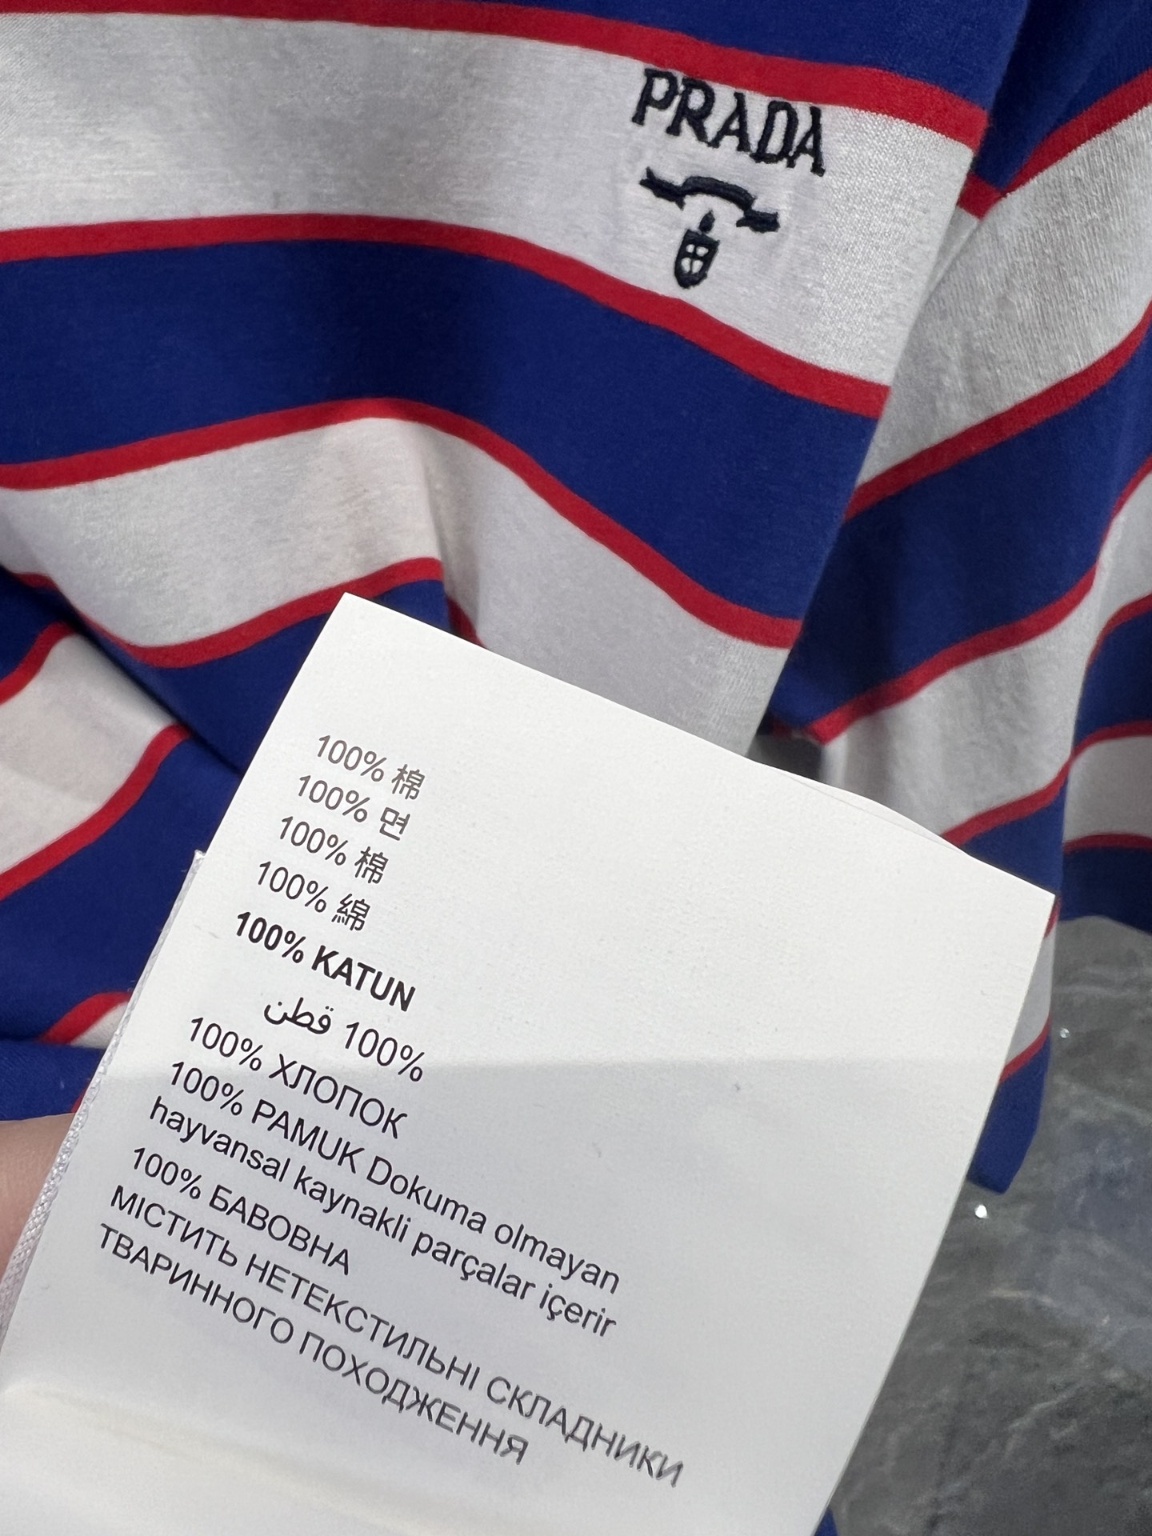 PRADA
100% 棉
100% 면
100% 棉
100% 綿
100% KATUN
100% قطن
100% ХЛОПОК
100% PAMUK Dokuma olmayan
hayvansal kaynakli parçalar içerir
100% БАВОВНА
МІСТИТЬ НЕТЕКСТИЛЬНІ СКЛАДНИКИ
ТВАРИННОГО ПОХОДЖЕННЯ